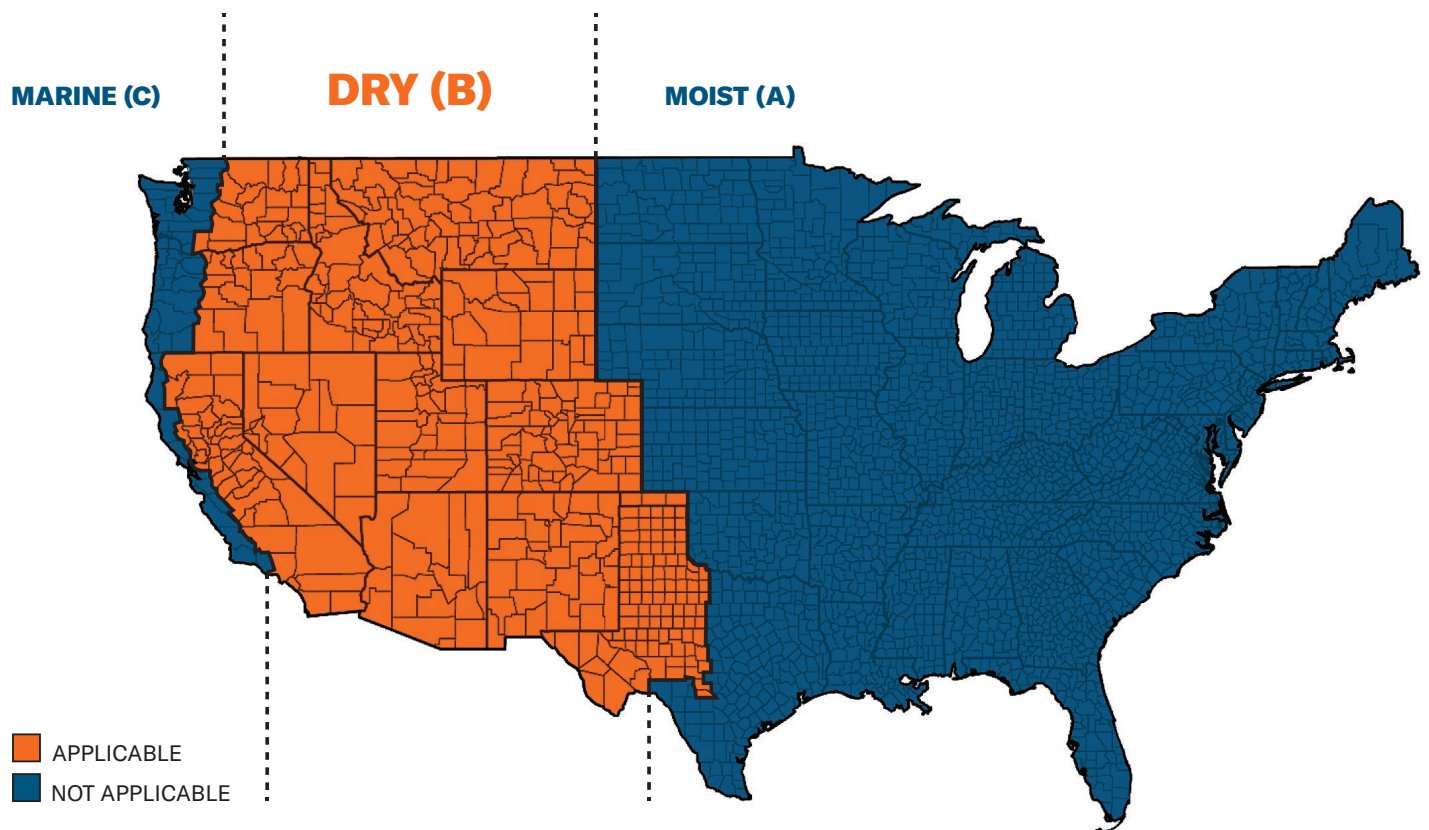 MARINE (C)
DRY (B)
MOIST (A)
APPLICABLE
NOT APPLICABLE